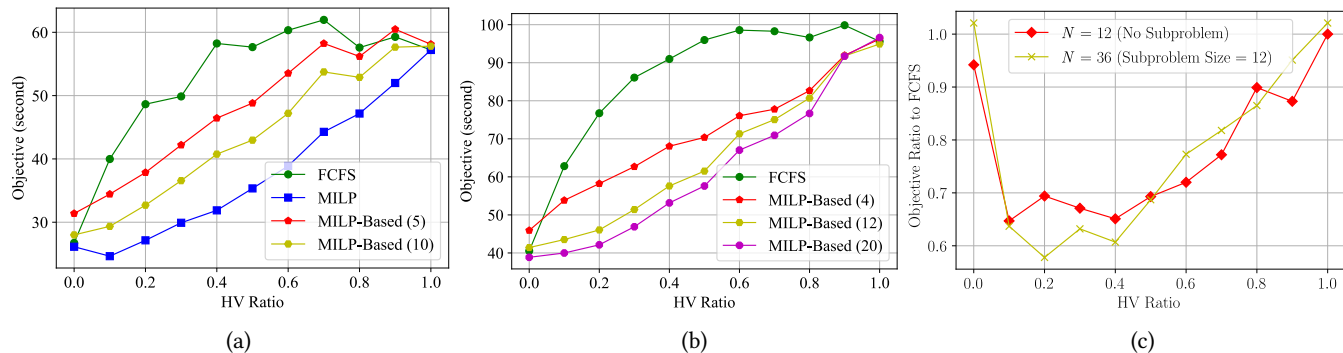 60
50
40
30
Objective (second)
0.0 0.2 0.4 0.6 0.8 1.0
HV Ratio
FCFS
MILP
MILP-Based (5)
MILP-Based (10)
(a)
100
90
80
70
60
50
40
Objective (second)
0.0 0.2 0.4 0.6 0.8 1.0
HV Ratio
FCFS
MILP-Based (4)
MILP-Based (12)
MILP-Based (20)
(b)
1.0
0.9
0.8
0.7
0.6
Objective Ratio to FCFS
0.0 0.2 0.4 0.6 0.8 1.0
HV Ratio
N = 12 (No Subproblem)
N = 36 (Subproblem Size = 12)
(c)